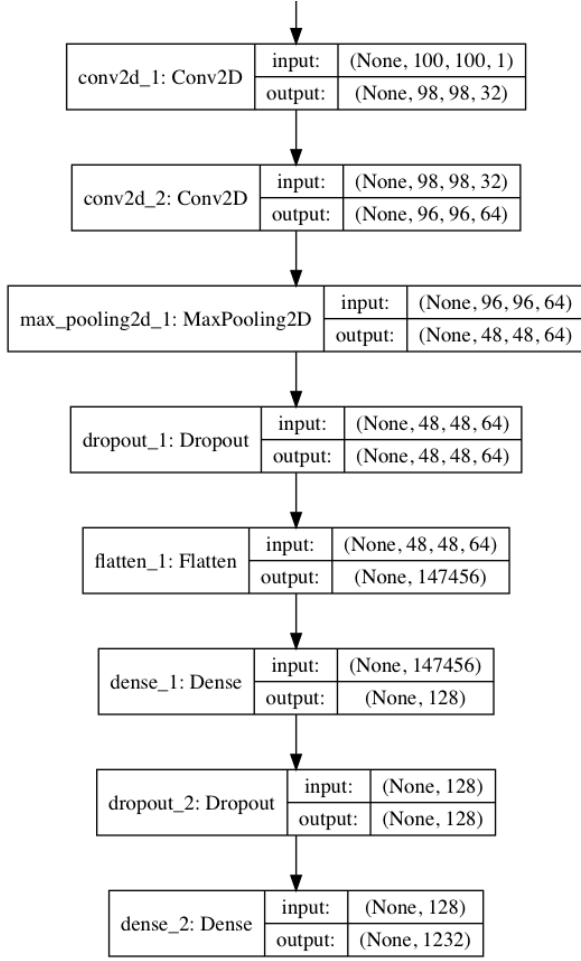 conv2d_1: Conv2D
input:
(None, 100, 100, 1)
output:
(None, 98, 98, 32)
conv2d_2: Conv2D
input:
(None, 98, 98, 32)
output:
(None, 96, 96, 64)
max_pooling2d_1: MaxPooling2D
input:
(None, 96, 96, 64)
output:
(None, 48, 48, 64)
dropout_1: Dropout
input:
(None, 48, 48, 64)
output:
(None, 48, 48, 64)
flatten_1: Flatten
input:
(None, 48, 48, 64)
output:
(None, 147456)
dense_1: Dense
input:
(None, 147456)
output:
(None, 128)
dropout_2: Dropout
input:
(None, 128)
output:
(None, 128)
dense_2: Dense
input:
(None, 128)
output:
(None, 1232)